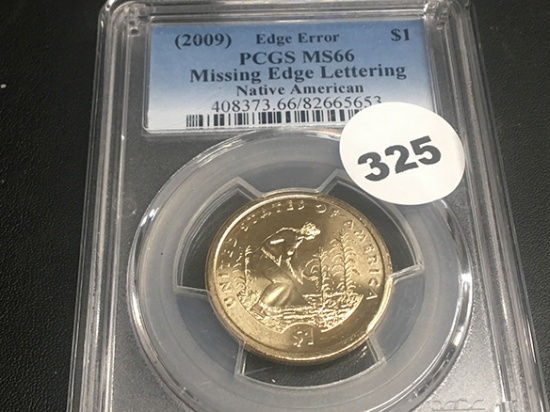 (2009) Edge Error $1
PCGS MS66
Missing Edge Lettering
Native American
408373.66/82665653
325
UNITED STATES OF AMERICA
$1